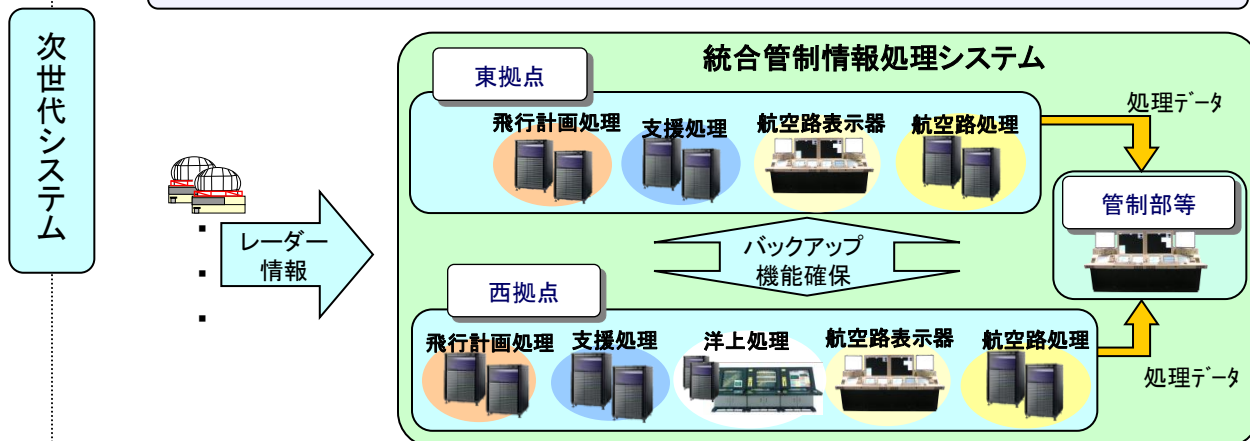 次世代システム
統合管制情報処理システム
東拠点
飛行計画処理
支援処理
航空路表示器
航空路処理
処理データ
管制部等
レーダー
情報
バックアップ
機能確保
西拠点
飛行計画処理
支援処理
洋上処理
航空路表示器
航空路処理
処理データ